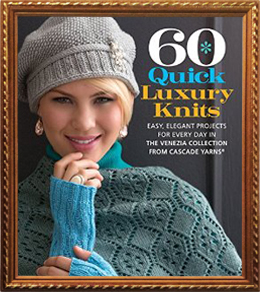 60*
Quick
Luxury
Knits
EASY, ELEGANT PROJECTS
FOR EVERY DAY IN
THE VENEZIA COLLECTION
FROM CASCADE YARNS®